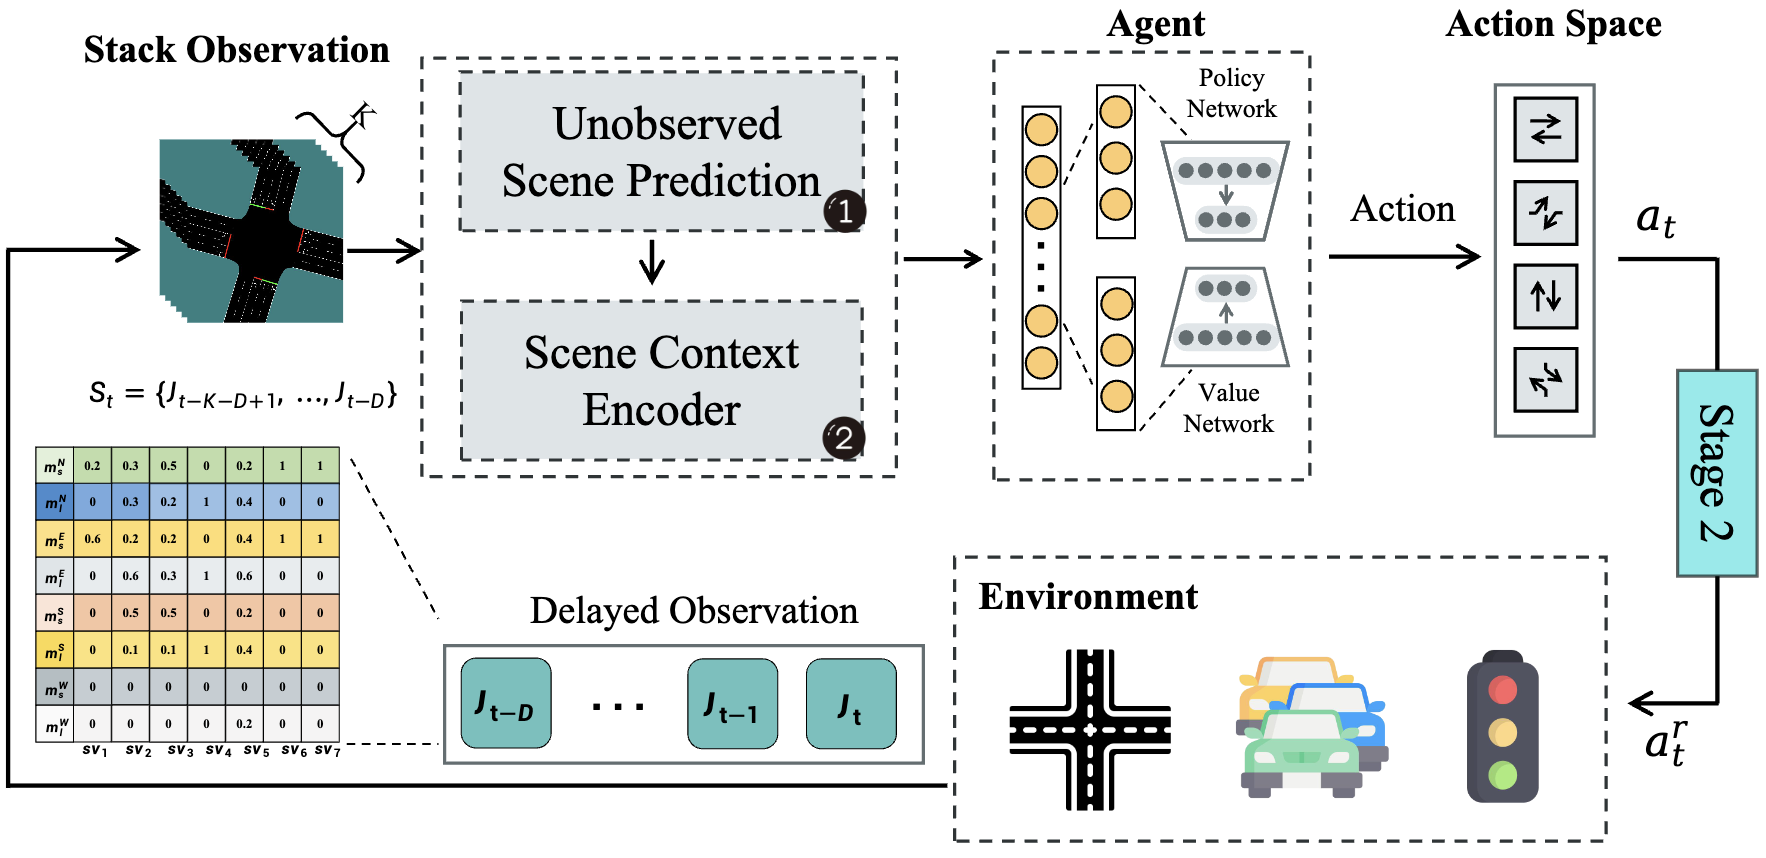 Stack Observation
K
S_t = {J_{t−K−D+1}, ..., J_{t−D}}
Unobserved
Scene Prediction
1
Scene Context
Encoder
2
Agent
Policy
Network
Value
Network
Action
Action Space
a_t
Stage 2
a_t^r
Environment
Delayed Observation
J_{t−D} ... J_{t−1} J_t
m_s^N 0.2 0.3 0.5 0 0.2 1 1
m_l^N 0 0.3 0.2 1 0.4 0 0
m_s^E 0.6 0.2 0.2 0 0.4 1 1
m_l^E 0 0.6 0.3 1 0.6 0 0
m_s^S 0 0.5 0.5 0 0.2 0 0
m_l^S 0 0.1 0.1 1 0.4 0 0
m_s^W 0 0 0 0 0 0 0
m_l^W 0 0 0 0 0.2 0 0
sv_1 sv_2 sv_3 sv_4 sv_5 sv_6 sv_7